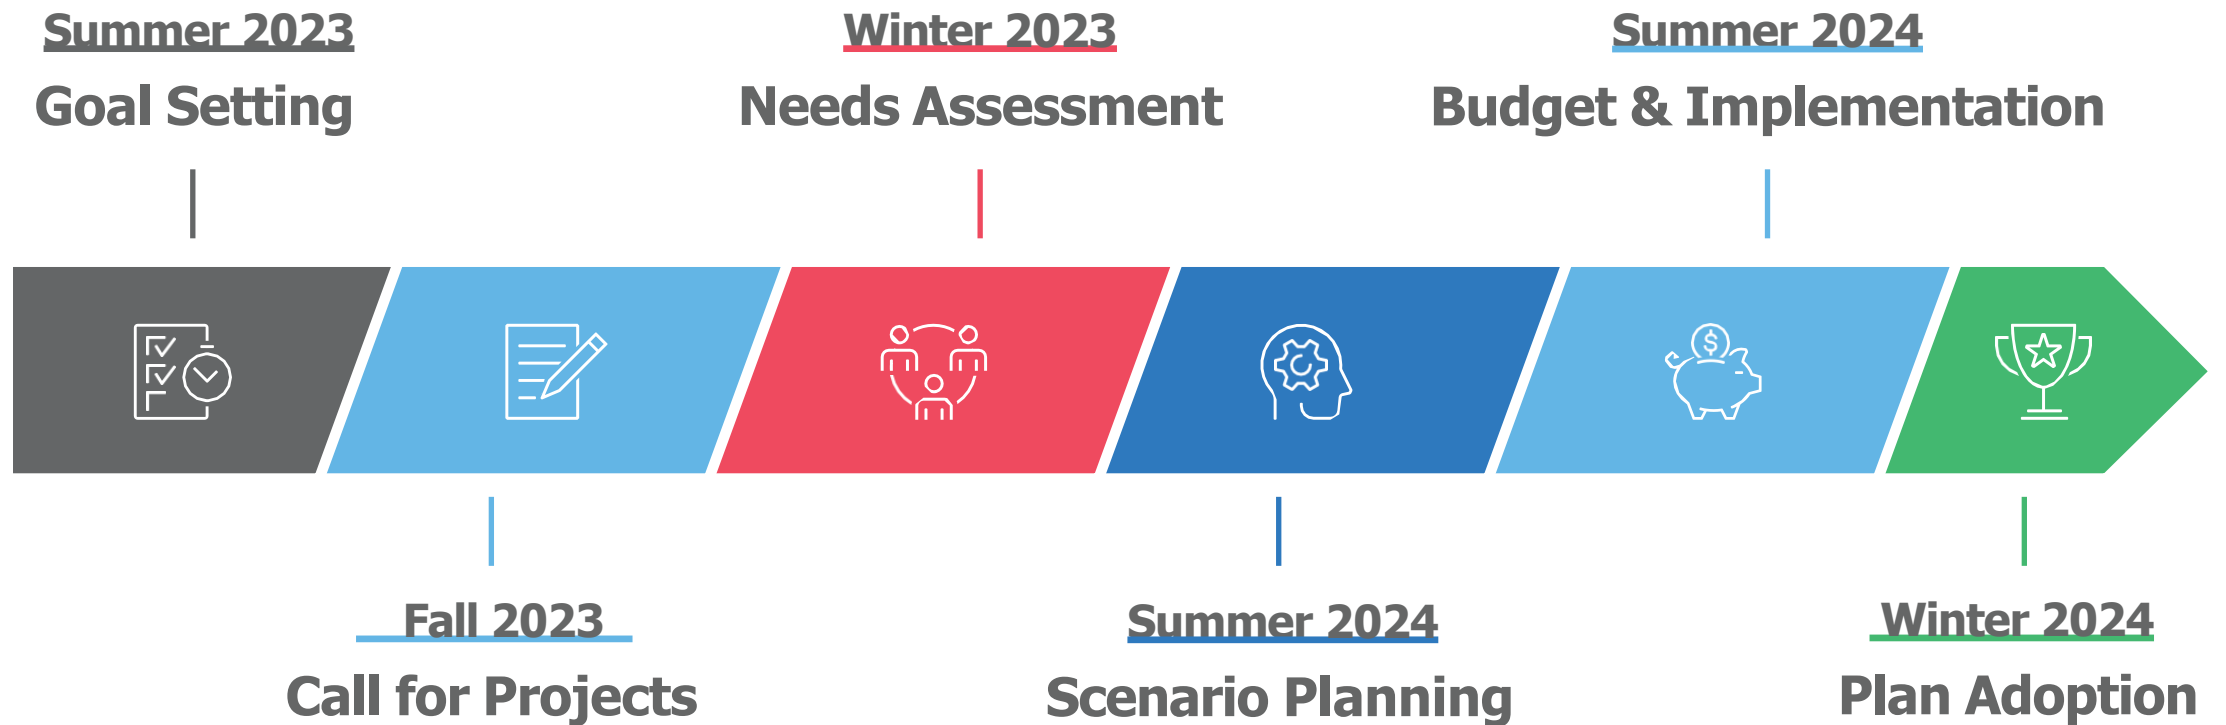 Summer 2023
Goal Setting
Winter 2023
Needs Assessment
Summer 2024
Budget & Implementation
$
Fall 2023
Call for Projects
Summer 2024
Scenario Planning
Winter 2024
Plan Adoption